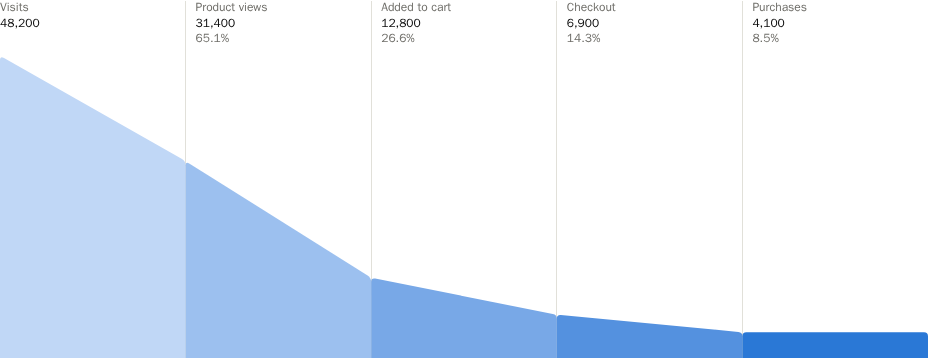 Visits
48,200
Product views
31,400
65.1%
Added to cart
12,800
26.6%
Checkout
6,900
14.3%
Purchases
4,100
8.5%